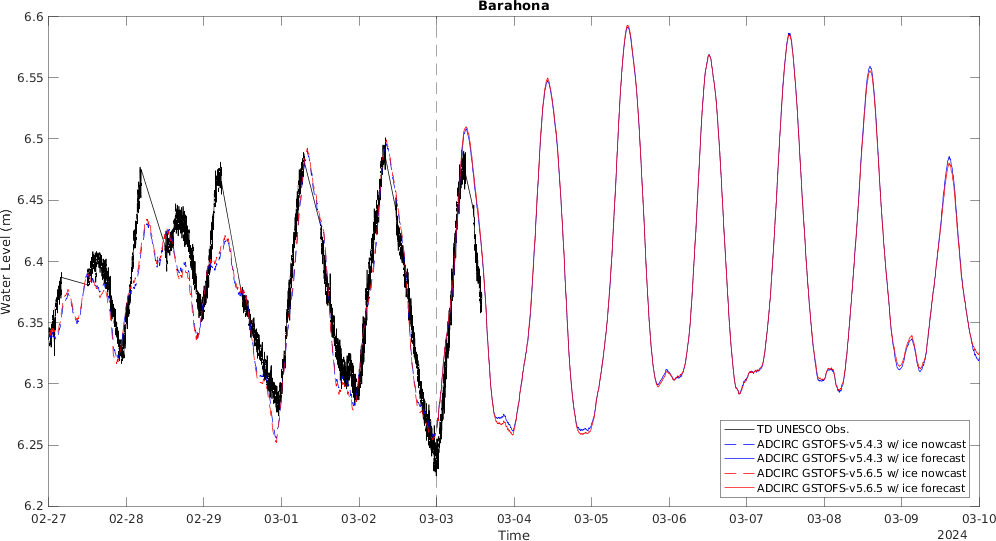 Barahona
6.6
6.55
6.5
6.45
6.4
6.35
6.3
6.25
6.2
Water Level (m)
02-27 02-28 02-29 03-01 03-02 03-03 03-04 03-05 03-06 03-07 03-08 03-09 03-10
Time
2024
TD UNESCO Obs.
ADCIRC GSTOFS-v5.4.3 w/ ice nowcast
ADCIRC GSTOFS-v5.4.3 w/ ice forecast
ADCIRC GSTOFS-v5.6.5 w/ ice nowcast
ADCIRC GSTOFS-v5.6.5 w/ ice forecast